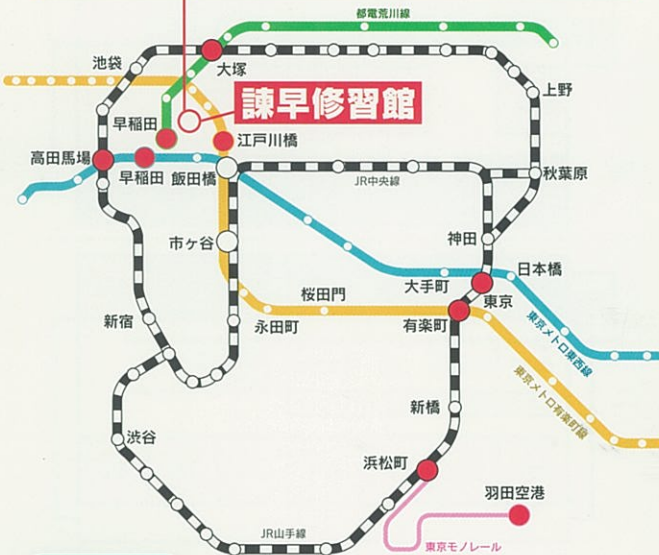 都電荒川線
池袋
大塚
上野
諫早修習館
早稲田
江戸川橋
高田馬場
早稲田
飯田橋
JR中央線
秋葉原
市ヶ谷
神田
日本橋
大手町
桜田門
東京
新宿
永田町
有楽町
東京メトロ東西線
東京メトロ有楽町線
新橋
渋谷
浜松町
羽田空港
JR山手線
東京モノレール